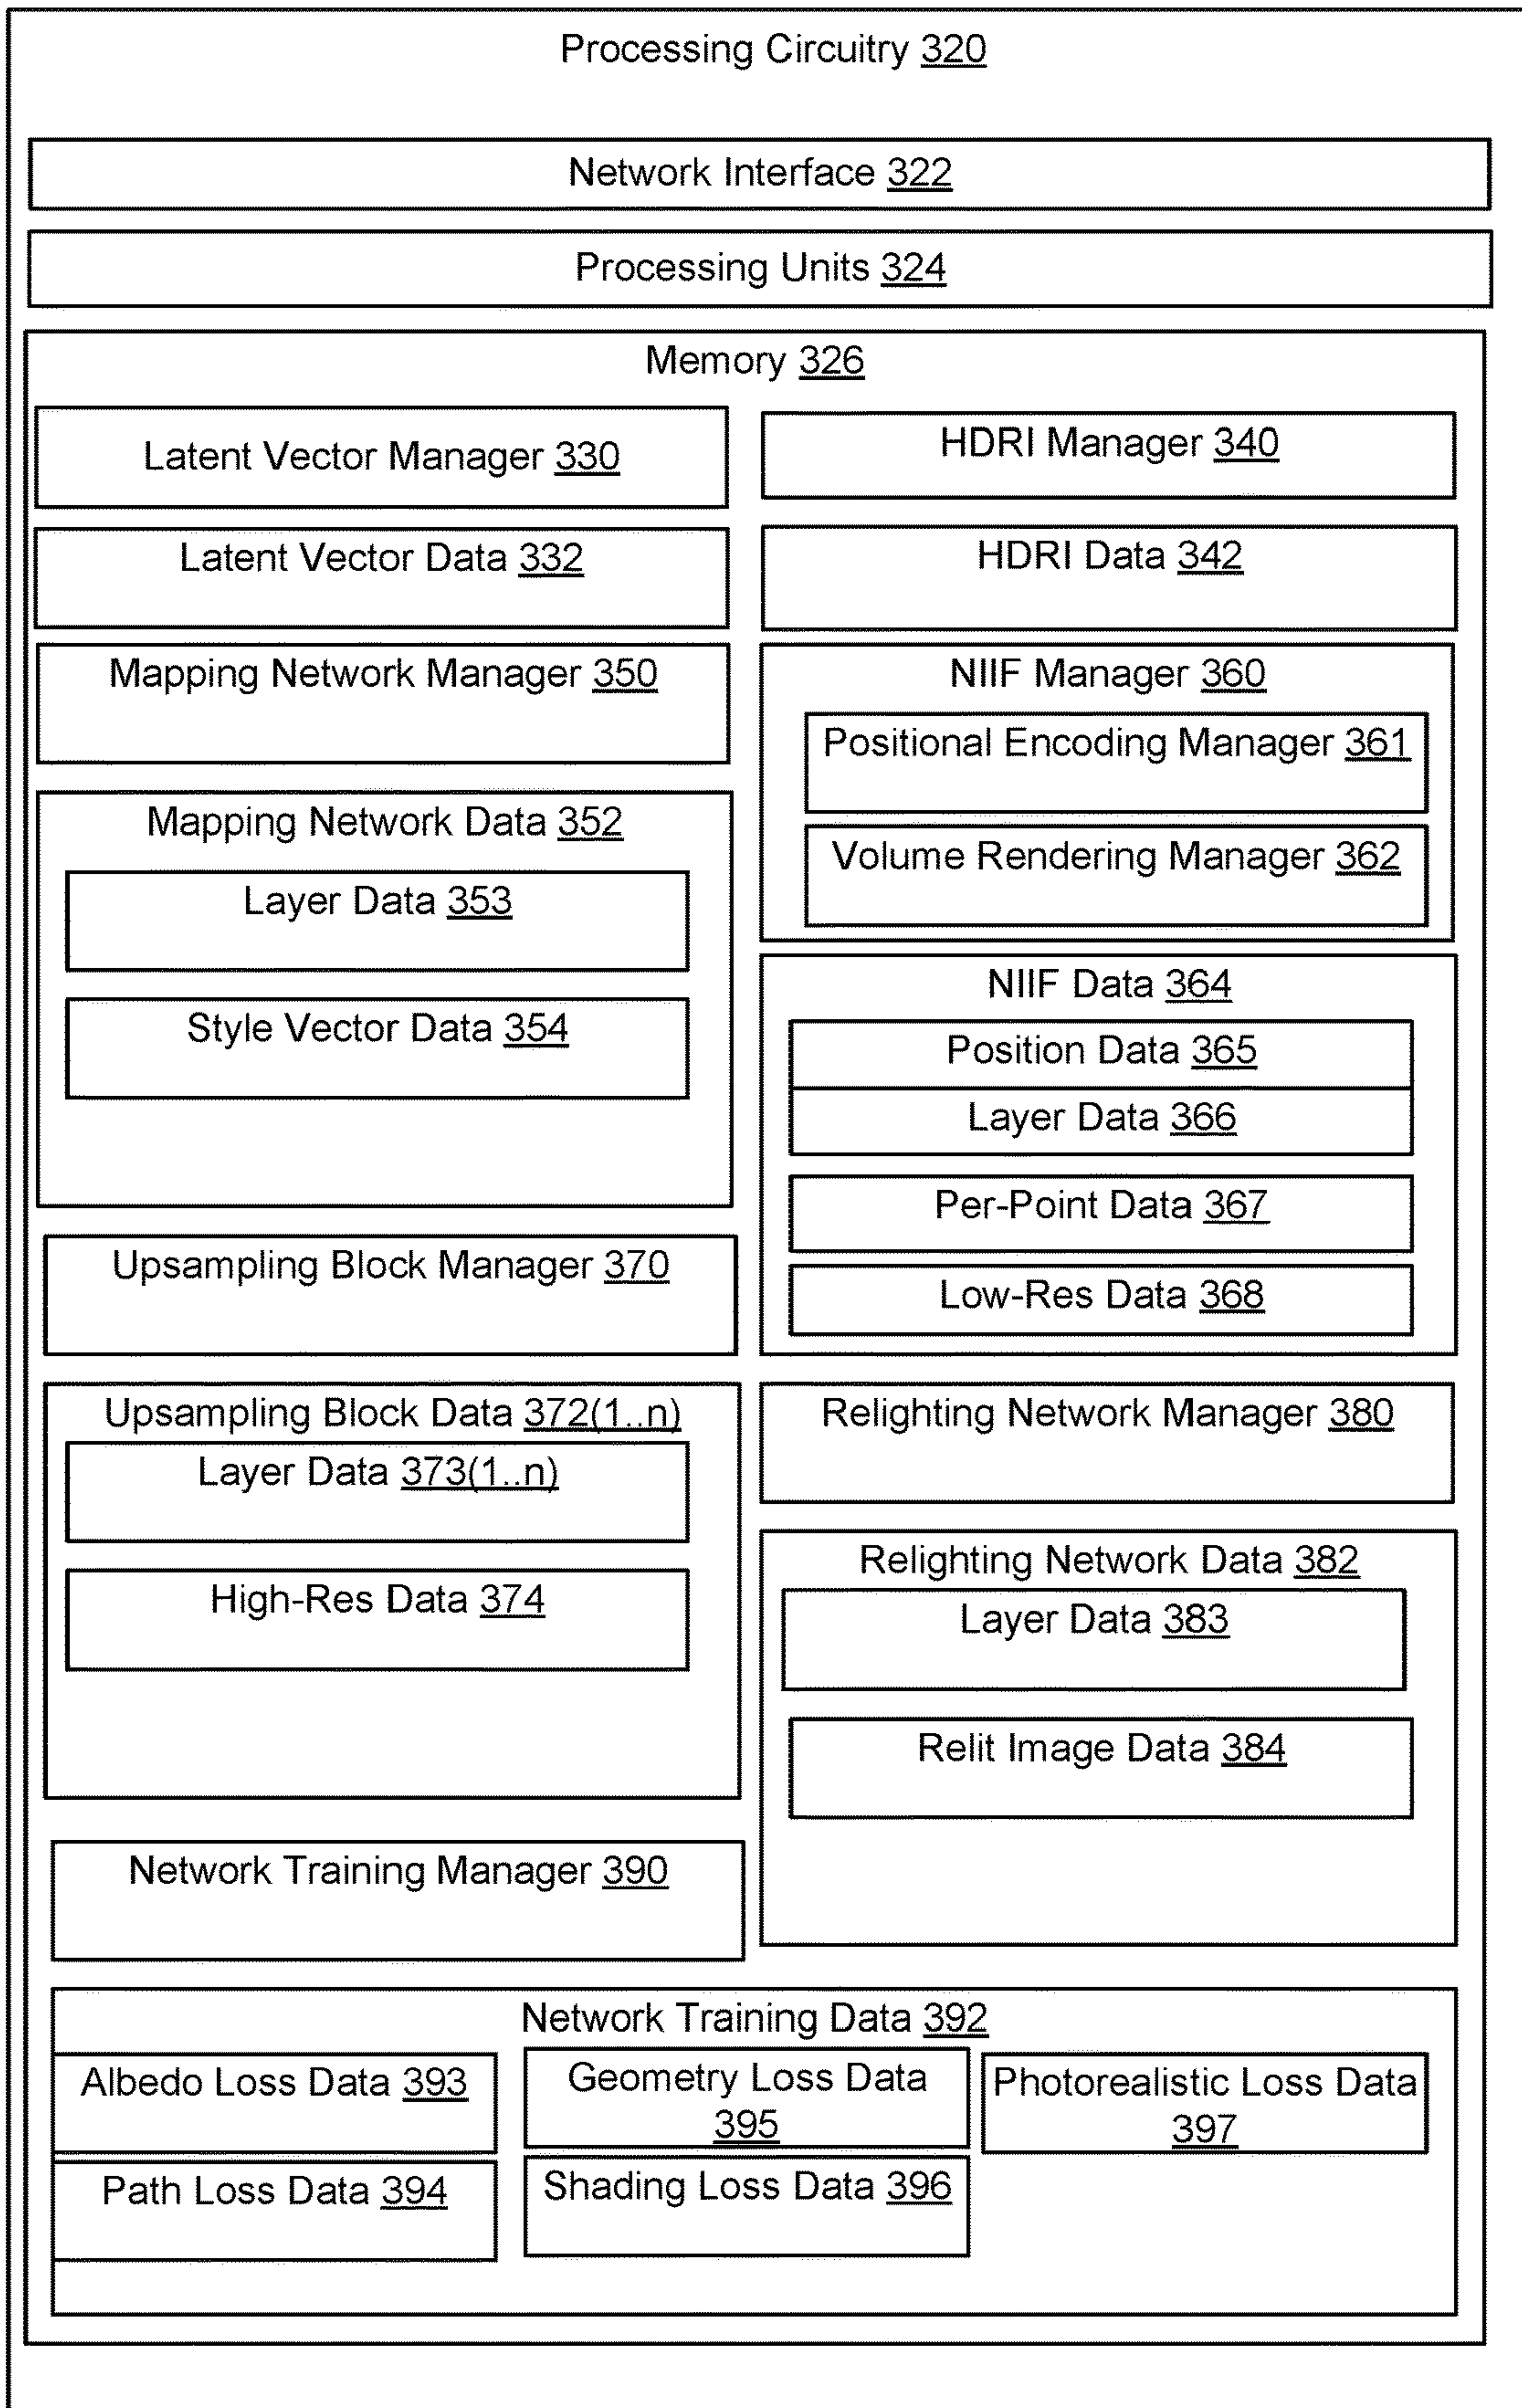 Processing Circuitry 320
Network Interface 322
Processing Units 324
Memory 326
Latent Vector Manager 330
HDRI Manager 340
Latent Vector Data 332
HDRI Data 342
Mapping Network Manager 350
NIIF Manager 360
Positional Encoding Manager 361
Volume Rendering Manager 362
Mapping Network Data 352
Layer Data 353
Style Vector Data 354
NIIF Data 364
Position Data 365
Layer Data 366
Per-Point Data 367
Low-Res Data 368
Upsampling Block Manager 370
Upsampling Block Data 372(1..n)
Layer Data 373(1..n)
High-Res Data 374
Relighting Network Manager 380
Relighting Network Data 382
Layer Data 383
Relit Image Data 384
Network Training Manager 390
Network Training Data 392
Albedo Loss Data 393
Geometry Loss Data
395
Photorealistic Loss Data
397
Path Loss Data 394
Shading Loss Data 396